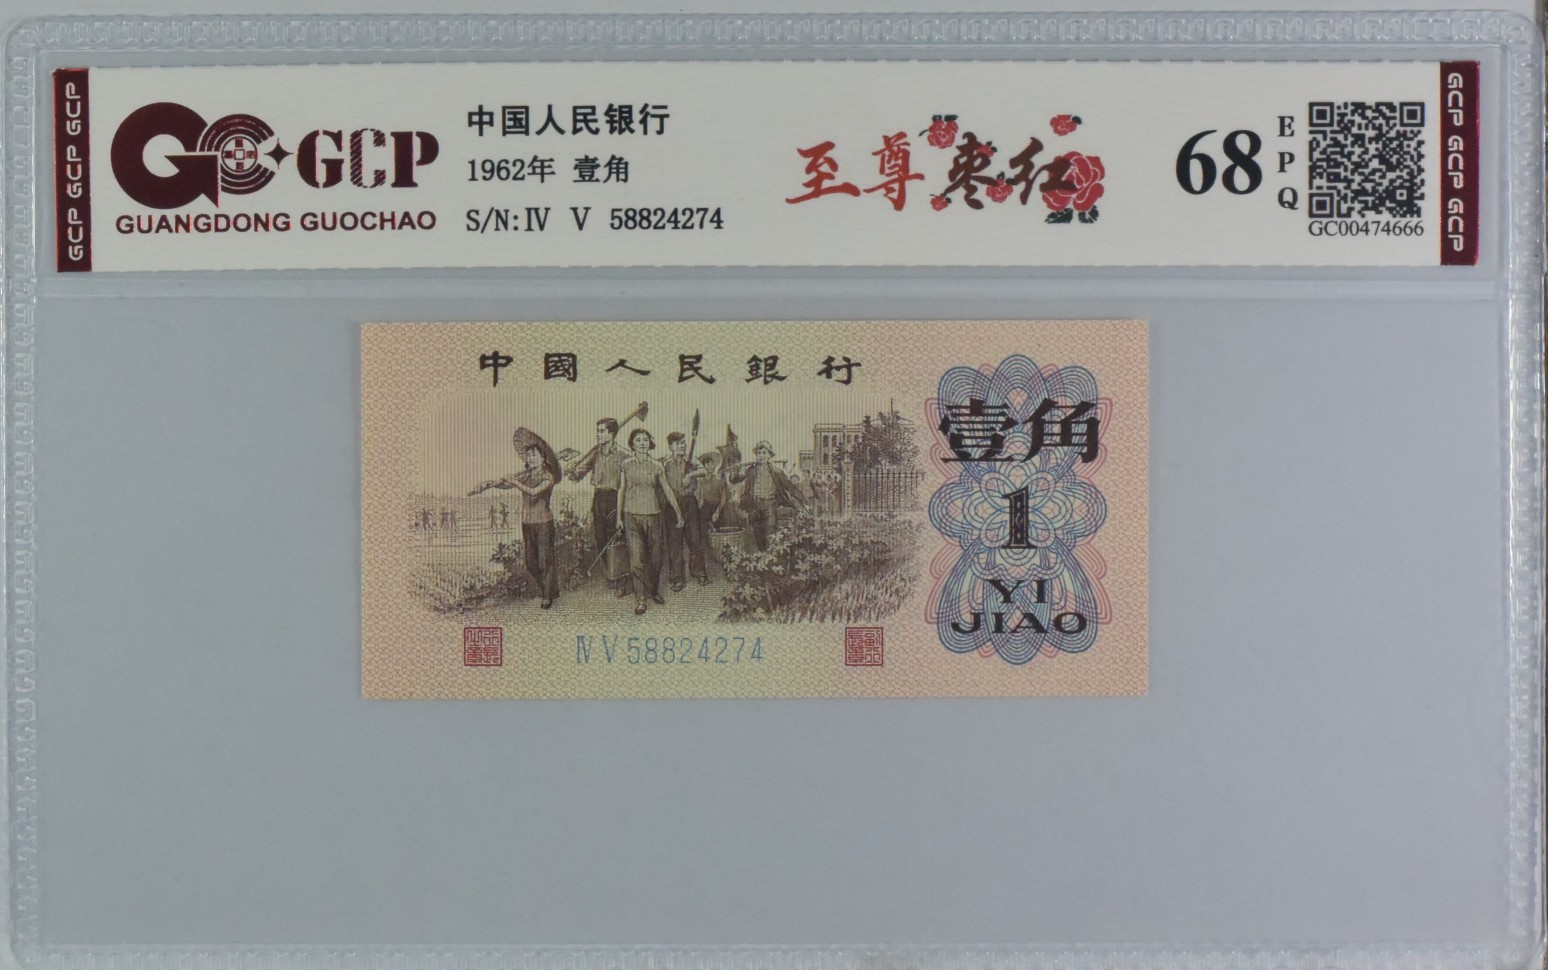 GCP GCP GCP
GCP
GUANGDONG GUOCHAO
中国人民银行
1962年 壹角
S/N:Ⅳ Ⅴ 58824274
至尊枣红
68
EPQ
GC00474666
GCP GCP GCP
中國人民銀行
壹角
1
YI
JIAO
ⅣⅤ58824274